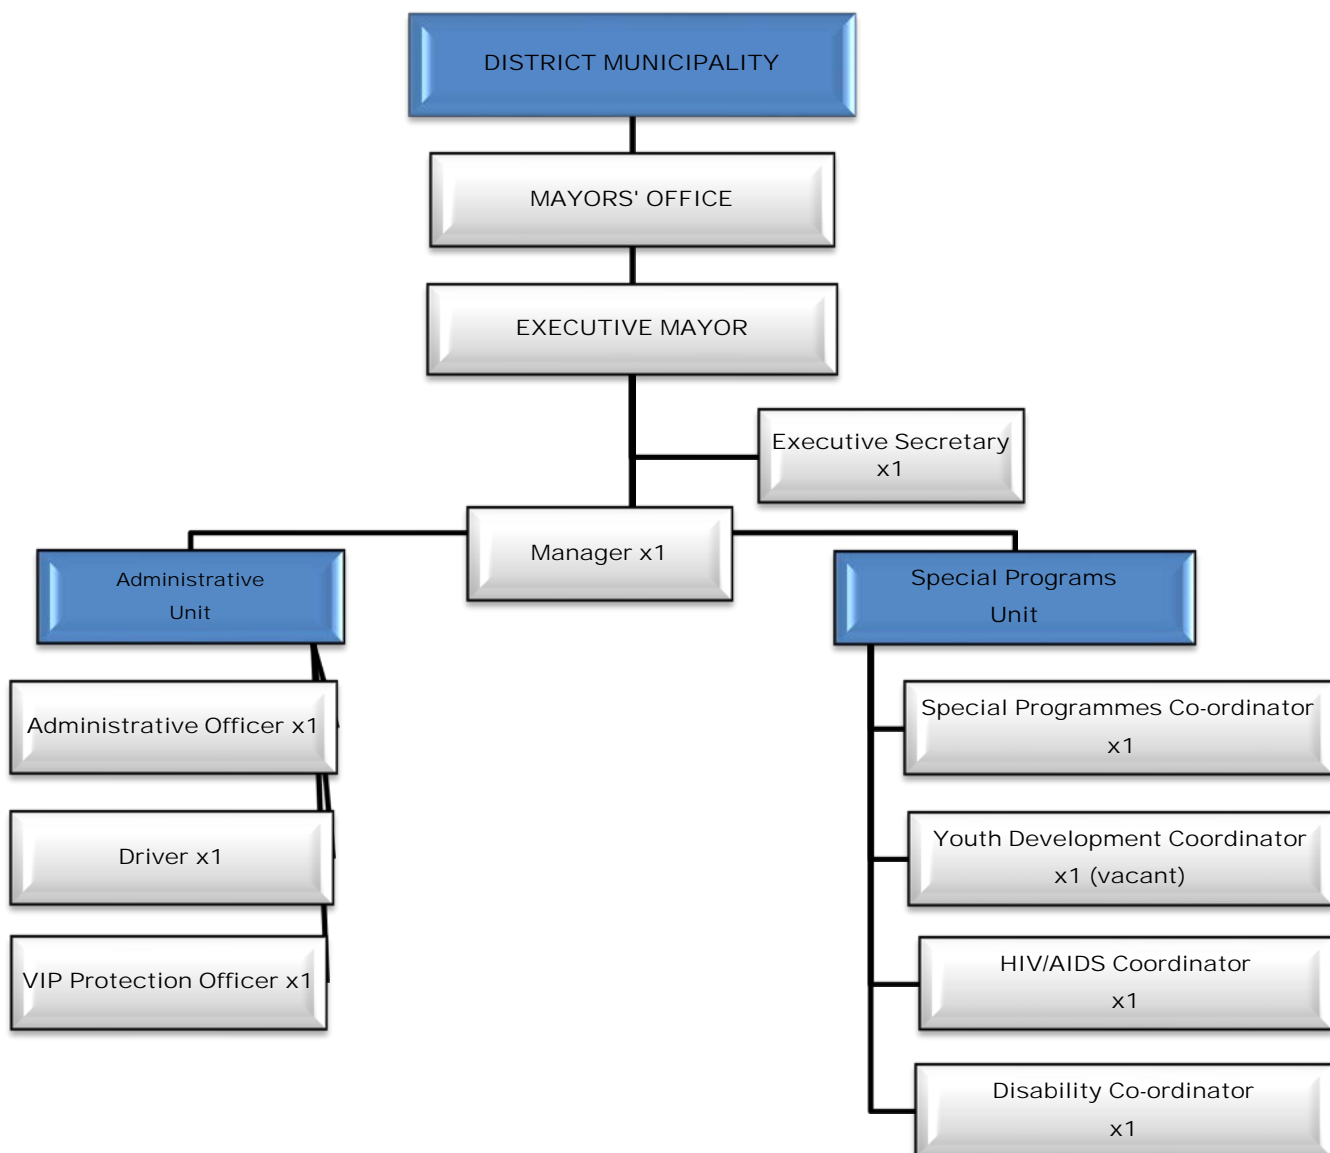 DISTRICT MUNICIPALITY
MAYORS' OFFICE
EXECUTIVE MAYOR
Executive Secretary
x1
Manager x1
Administrative
Unit
Administrative Officer x1
Driver x1
VIP Protection Officer x1
Special Programs
Unit
Special Programmes Co-ordinator
x1
Youth Development Coordinator
x1 (vacant)
HIV/AIDS Coordinator
x1
Disability Co-ordinator
x1